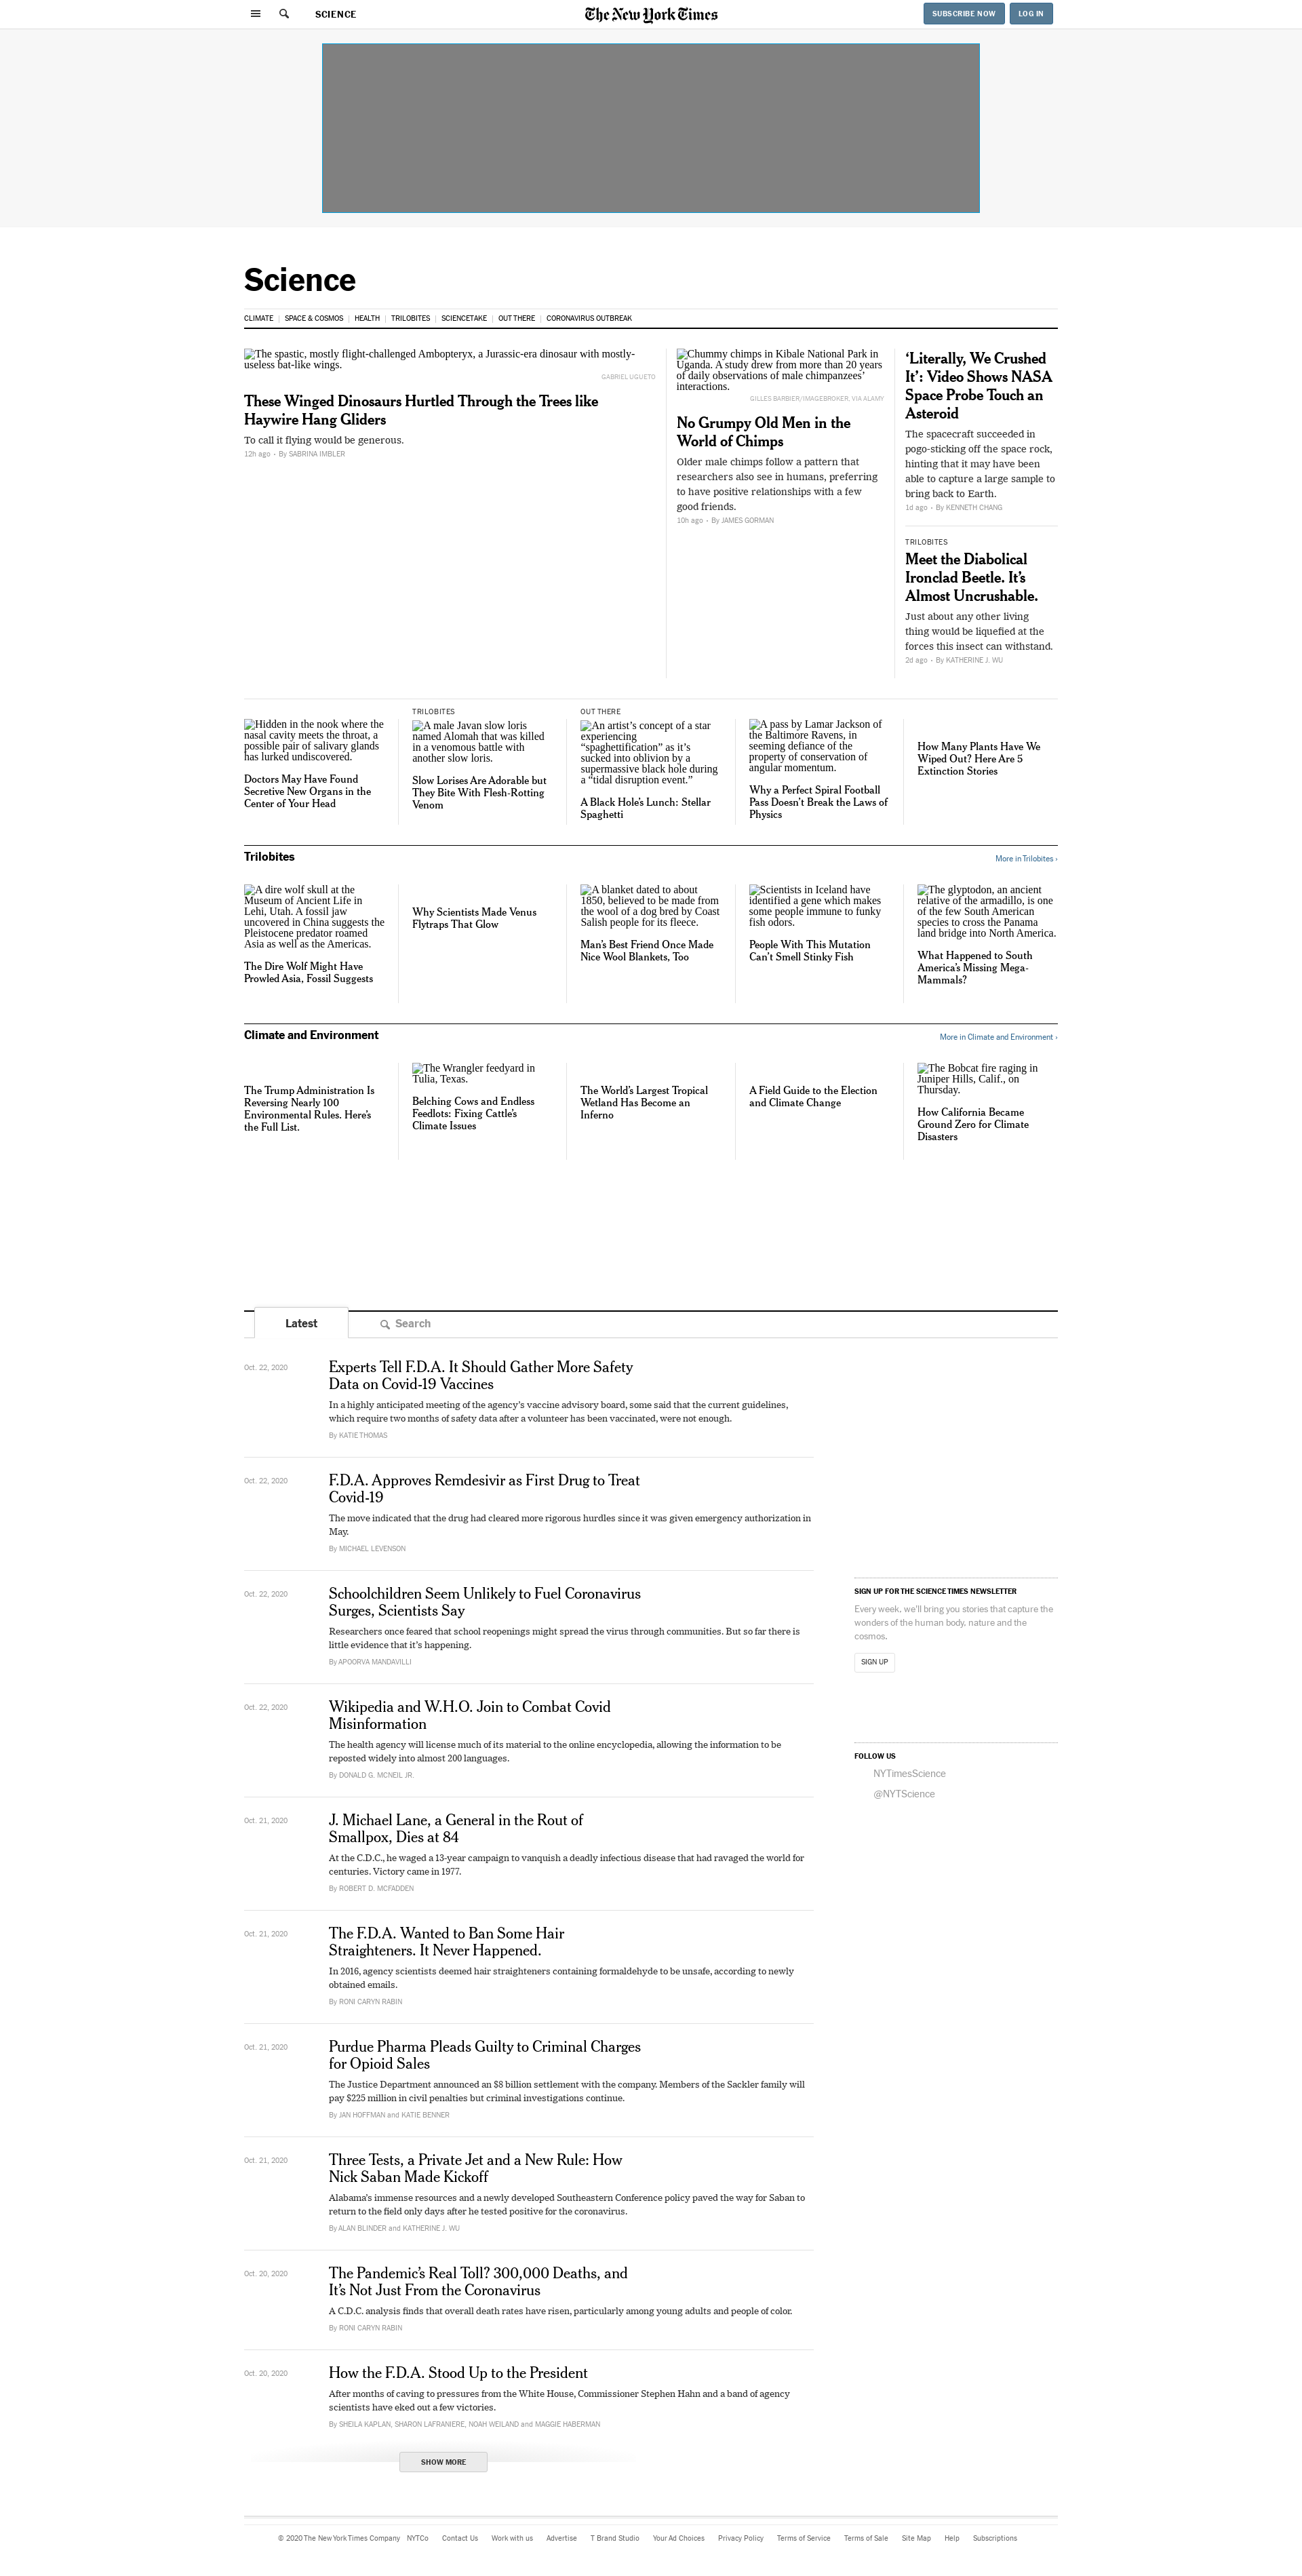 SCIENCE
The New York Times
SUBSCRIBE NOW
LOG IN
Science
CLIMATE
SPACE & COSMOS
HEALTH
TRILOBITES
SCIENCETAKE
OUT THERE
CORONAVIRUS OUTBREAK
The spastic, mostly flight-challenged Ambopteryx, a Jurassic-era dinosaur with mostly-
useless bat-like wings.
GABRIEL UGUETO
These Winged Dinosaurs Hurtled Through the Trees like
Haywire Hang Gliders
To call it flying would be generous.
12h ago • By SABRINA IMBLER
Chummy chimps in Kibale National Park in
Uganda. A study drew from more than 20 years
of daily observations of male chimpanzees’
interactions.
GILLES BARBIER/IMAGEBROKER, VIA ALAMY
No Grumpy Old Men in the
World of Chimps
Older male chimps follow a pattern that
researchers also see in humans, preferring
to have positive relationships with a few
good friends.
10h ago • By JAMES GORMAN
‘Literally, We Crushed
It’: Video Shows NASA
Space Probe Touch an
Asteroid
The spacecraft succeeded in
pogo-sticking off the space rock,
hinting that it may have been
able to capture a large sample to
bring back to Earth.
1d ago • By KENNETH CHANG
TRILOBITES
Meet the Diabolical
Ironclad Beetle. It’s
Almost Uncrushable.
Just about any other living
thing would be liquefied at the
forces this insect can withstand.
2d ago • By KATHERINE J. WU
Hidden in the nook where the
nasal cavity meets the throat, a
possible pair of salivary glands
has lurked undiscovered.
Doctors May Have Found
Secretive New Organs in the
Center of Your Head
TRILOBITES
A male Javan slow loris
named Alomah that was killed
in a venomous battle with
another slow loris.
Slow Lorises Are Adorable but
They Bite With Flesh-Rotting
Venom
OUT THERE
An artist’s concept of a star
experiencing
“spaghettification” as it’s
sucked into oblivion by a
supermassive black hole during
a “tidal disruption event.”
A Black Hole’s Lunch: Stellar
Spaghetti
A pass by Lamar Jackson of
the Baltimore Ravens, in
seeming defiance of the
property of conservation of
angular momentum.
Why a Perfect Spiral Football
Pass Doesn’t Break the Laws of
Physics
How Many Plants Have We
Wiped Out? Here Are 5
Extinction Stories
Trilobites
More in Trilobites ›
A dire wolf skull at the
Museum of Ancient Life in
Lehi, Utah. A fossil jaw
uncovered in China suggests the
Pleistocene predator roamed
Asia as well as the Americas.
The Dire Wolf Might Have
Prowled Asia, Fossil Suggests
Why Scientists Made Venus
Flytraps That Glow
A blanket dated to about
1850, believed to be made from
the wool of a dog bred by Coast
Salish people for its fleece.
Man’s Best Friend Once Made
Nice Wool Blankets, Too
Scientists in Iceland have
identified a gene which makes
some people immune to funky
fish odors.
People With This Mutation
Can’t Smell Stinky Fish
The glyptodon, an ancient
relative of the armadillo, is one
of the few South American
species to cross the Panama
land bridge into North America.
What Happened to South
America’s Missing Mega-
Mammals?
Climate and Environment
More in Climate and Environment ›
The Trump Administration Is
Reversing Nearly 100
Environmental Rules. Here’s
the Full List.
The Wrangler feedyard in
Tulia, Texas.
Belching Cows and Endless
Feedlots: Fixing Cattle’s
Climate Issues
The World’s Largest Tropical
Wetland Has Become an
Inferno
A Field Guide to the Election
and Climate Change
The Bobcat fire raging in
Juniper Hills, Calif., on
Thursday.
How California Became
Ground Zero for Climate
Disasters
Latest
Search
Oct. 22, 2020
Experts Tell F.D.A. It Should Gather More Safety
Data on Covid-19 Vaccines
In a highly anticipated meeting of the agency’s vaccine advisory board, some said that the current guidelines,
which require two months of safety data after a volunteer has been vaccinated, were not enough.
By KATIE THOMAS
Oct. 22, 2020
F.D.A. Approves Remdesivir as First Drug to Treat
Covid-19
The move indicated that the drug had cleared more rigorous hurdles since it was given emergency authorization in
May.
By MICHAEL LEVENSON
Oct. 22, 2020
Schoolchildren Seem Unlikely to Fuel Coronavirus
Surges, Scientists Say
Researchers once feared that school reopenings might spread the virus through communities. But so far there is
little evidence that it’s happening.
By APOORVA MANDAVILLI
Oct. 22, 2020
Wikipedia and W.H.O. Join to Combat Covid
Misinformation
The health agency will license much of its material to the online encyclopedia, allowing the information to be
reposted widely into almost 200 languages.
By DONALD G. MCNEIL JR.
Oct. 21, 2020
J. Michael Lane, a General in the Rout of
Smallpox, Dies at 84
At the C.D.C., he waged a 13-year campaign to vanquish a deadly infectious disease that had ravaged the world for
centuries. Victory came in 1977.
By ROBERT D. MCFADDEN
Oct. 21, 2020
The F.D.A. Wanted to Ban Some Hair
Straighteners. It Never Happened.
In 2016, agency scientists deemed hair straighteners containing formaldehyde to be unsafe, according to newly
obtained emails.
By RONI CARYN RABIN
Oct. 21, 2020
Purdue Pharma Pleads Guilty to Criminal Charges
for Opioid Sales
The Justice Department announced an $8 billion settlement with the company. Members of the Sackler family will
pay $225 million in civil penalties but criminal investigations continue.
By JAN HOFFMAN and KATIE BENNER
Oct. 21, 2020
Three Tests, a Private Jet and a New Rule: How
Nick Saban Made Kickoff
Alabama’s immense resources and a newly developed Southeastern Conference policy paved the way for Saban to
return to the field only days after he tested positive for the coronavirus.
By ALAN BLINDER and KATHERINE J. WU
Oct. 20, 2020
The Pandemic’s Real Toll? 300,000 Deaths, and
It’s Not Just From the Coronavirus
A C.D.C. analysis finds that overall death rates have risen, particularly among young adults and people of color.
By RONI CARYN RABIN
Oct. 20, 2020
How the F.D.A. Stood Up to the President
After months of caving to pressures from the White House, Commissioner Stephen Hahn and a band of agency
scientists have eked out a few victories.
By SHEILA KAPLAN, SHARON LAFRANIERE, NOAH WEILAND and MAGGIE HABERMAN
SHOW MORE
SIGN UP FOR THE SCIENCE TIMES NEWSLETTER
Every week, we’ll bring you stories that capture the
wonders of the human body, nature and the
cosmos.
SIGN UP
FOLLOW US
NYTimesScience
@NYTScience
© 2020 The New York Times Company
NYTCo
Contact Us
Work with us
Advertise
T Brand Studio
Your Ad Choices
Privacy Policy
Terms of Service
Terms of Sale
Site Map
Help
Subscriptions